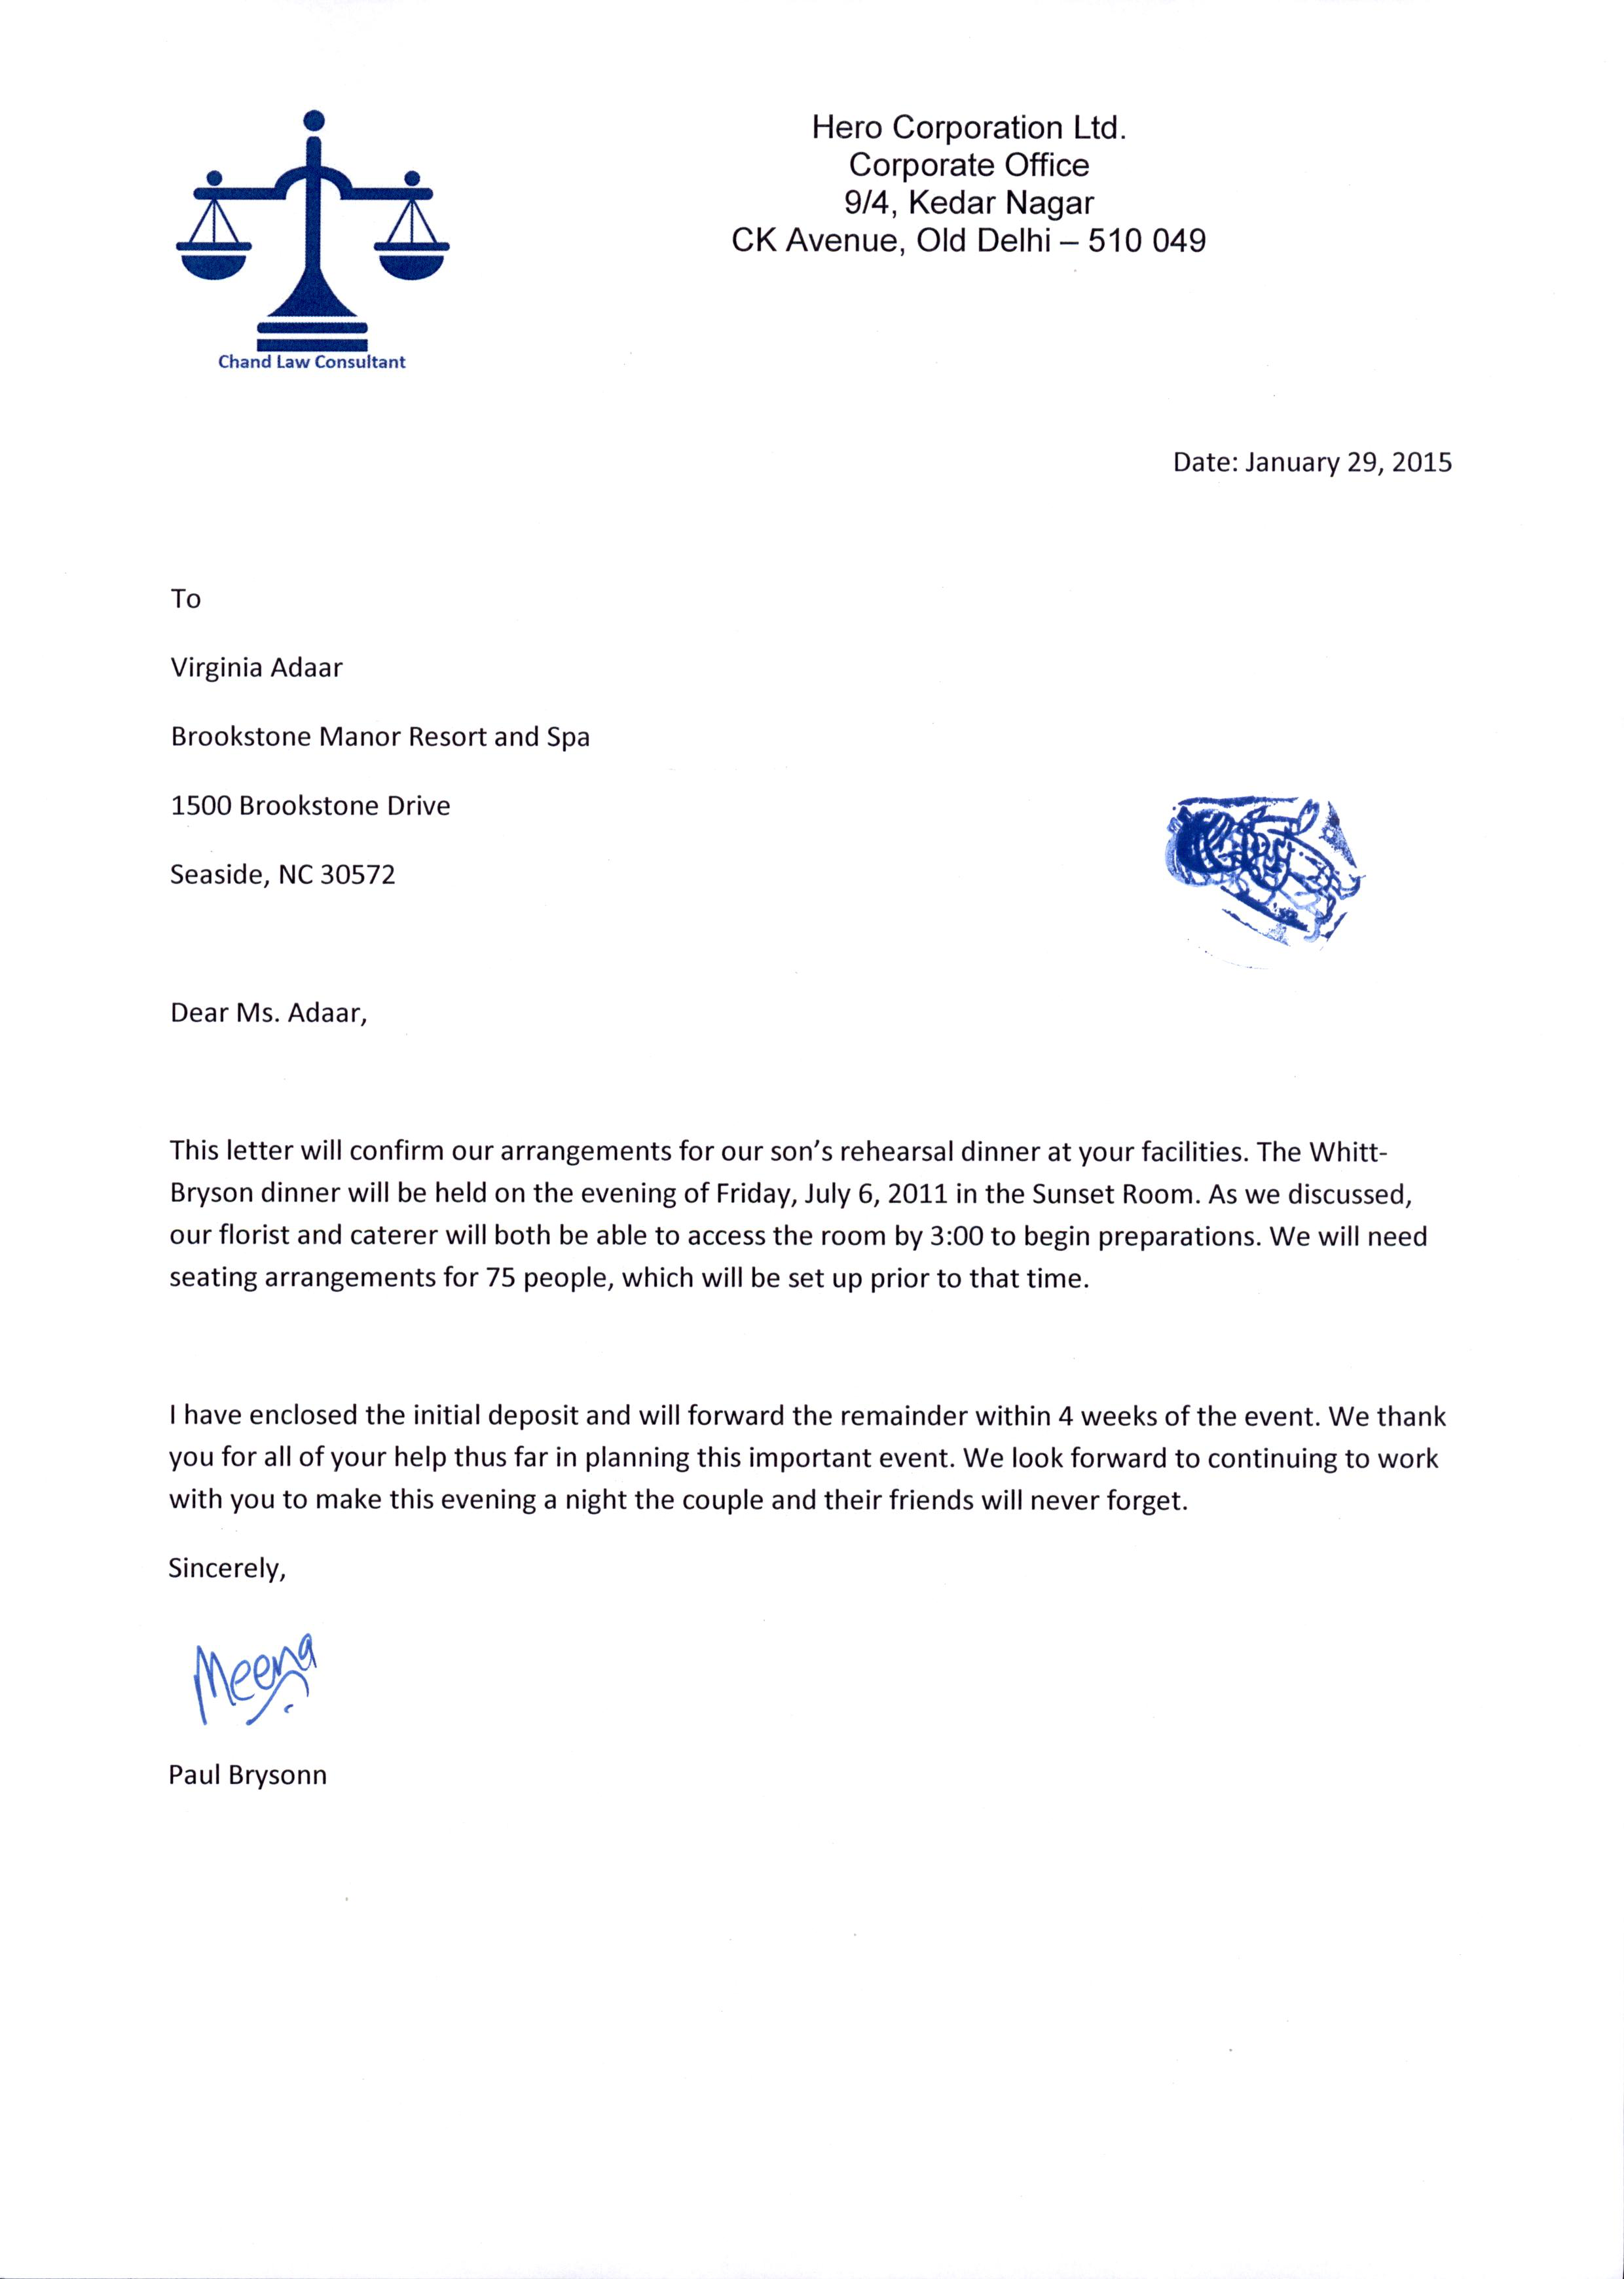 Hero Corporation Ltd.
Corporate Office
9/4, Kedar Nagar
CK Avenue, Old Delhi – 510 049
Chand Law Consultant
Date: January 29, 2015
To
Virginia Adaar
Brookstone Manor Resort and Spa
1500 Brookstone Drive
Seaside, NC 30572
Dear Ms. Adaar,
This letter will confirm our arrangements for our son’s rehearsal dinner at your facilities. The Whitt-
Bryson dinner will be held on the evening of Friday, July 6, 2011 in the Sunset Room. As we discussed,
our florist and caterer will both be able to access the room by 3:00 to begin preparations. We will need
seating arrangements for 75 people, which will be set up prior to that time.
I have enclosed the initial deposit and will forward the remainder within 4 weeks of the event. We thank
you for all of your help thus far in planning this important event. We look forward to continuing to work
with you to make this evening a night the couple and their friends will never forget.
Sincerely,
Meena
Paul Brysonn